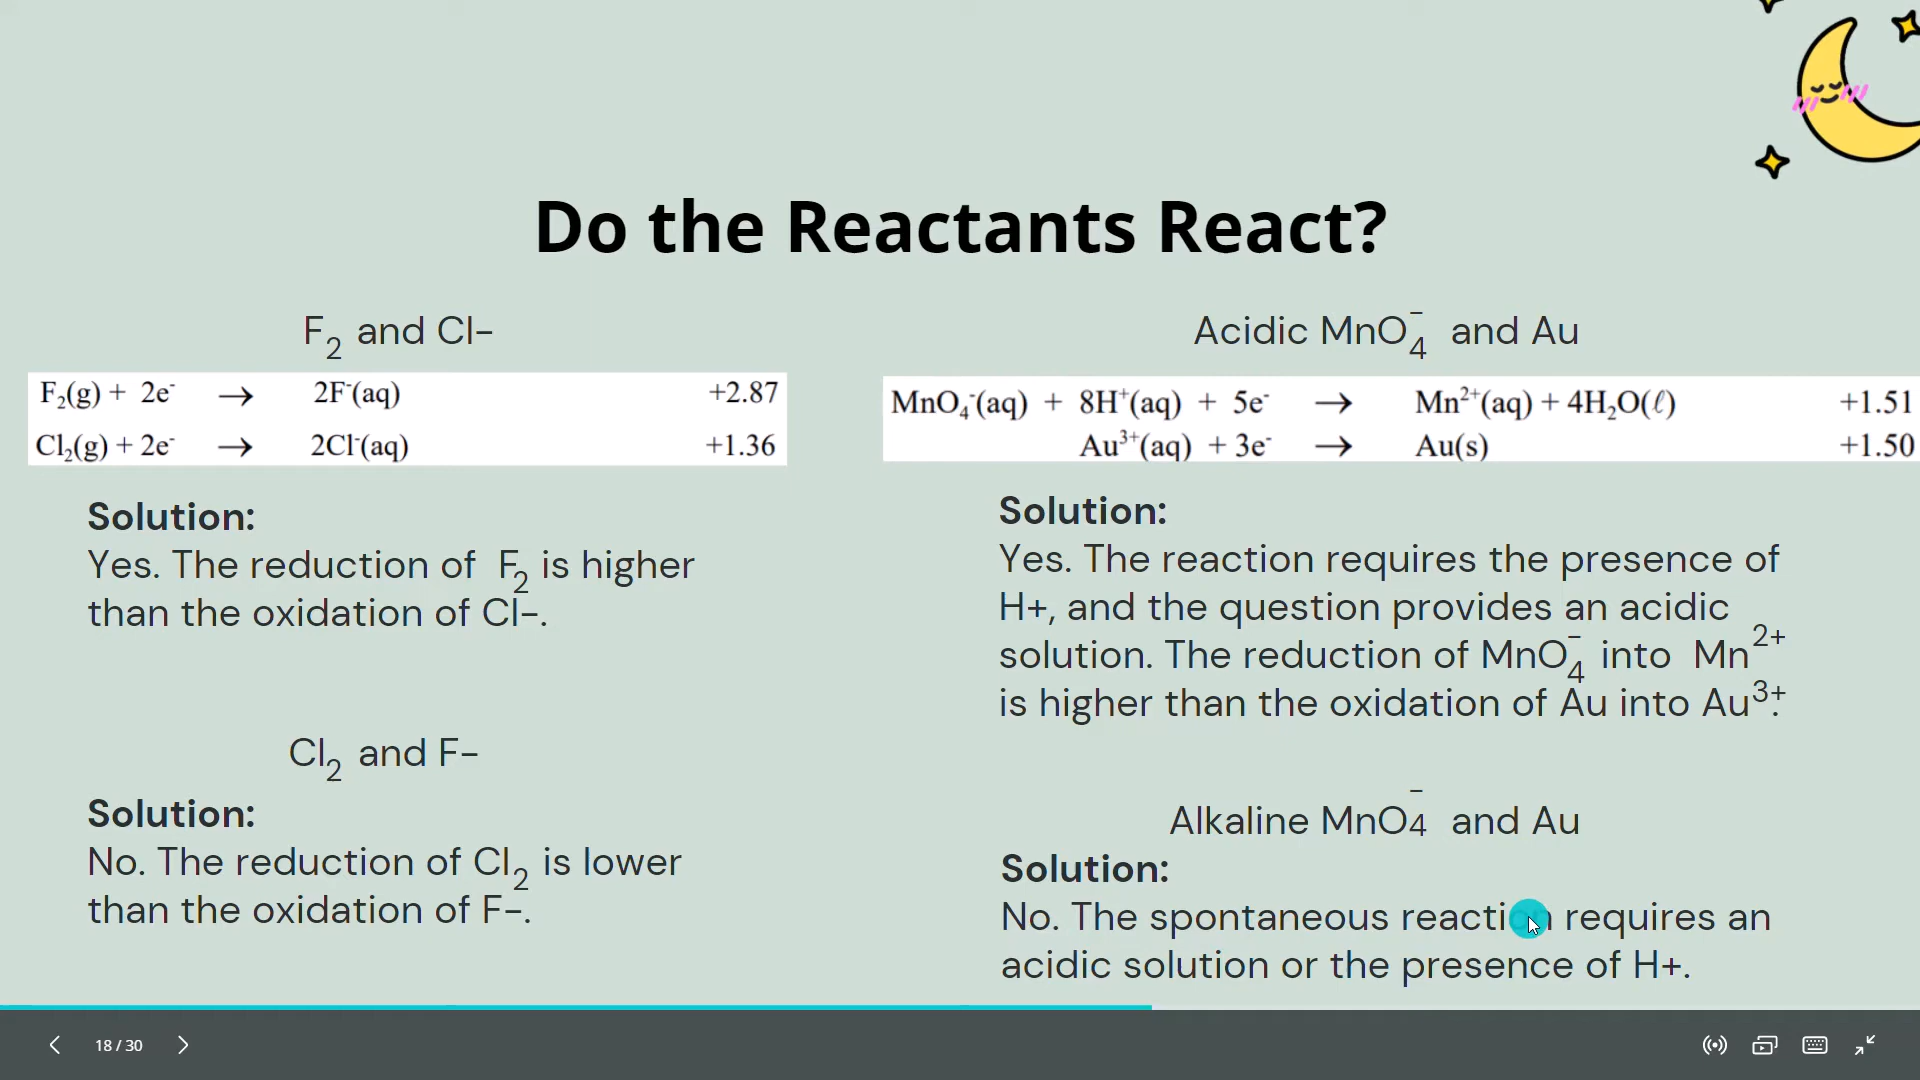 Do the Reactants React?
F₂ and Cl-
F₂(g) + 2e⁻ → 2F⁻(aq) +2.87
Cl₂(g) + 2e⁻ → 2Cl⁻(aq) +1.36
Solution:
Yes. The reduction of F₂ is higher
than the oxidation of Cl-.
Cl₂ and F-
Solution:
No. The reduction of Cl₂ is lower
than the oxidation of F-.
Acidic MnO₄⁻ and Au
MnO₄⁻(aq) + 8H⁺(aq) + 5e⁻ → Mn²⁺(aq) + 4H₂O(ℓ) +1.51
Au³⁺(aq) + 3e⁻ → Au(s) +1.50
Solution:
Yes. The reaction requires the presence of
H+, and the question provides an acidic
solution. The reduction of MnO₄⁻ into Mn²⁺
is higher than the oxidation of Au into Au³⁺.
Alkaline MnO₄⁻ and Au
Solution:
No. The spontaneous reaction requires an
acidic solution or the presence of H+.
18 / 30